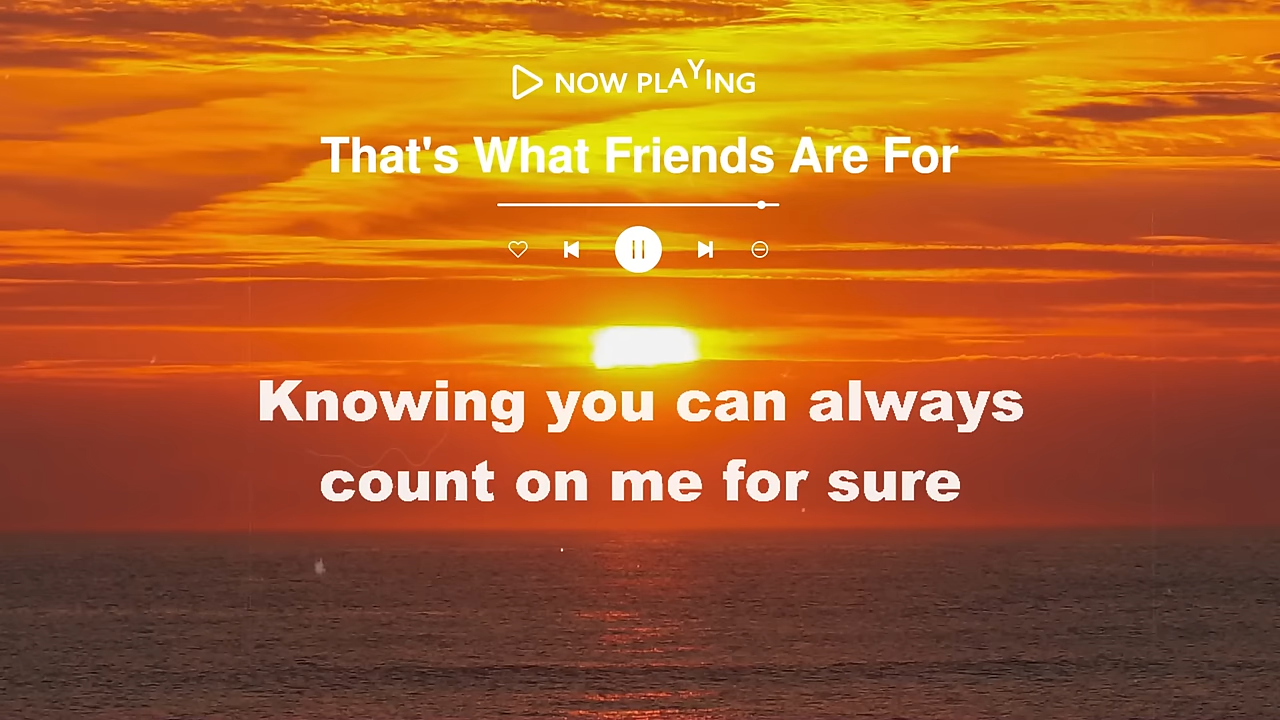 NOW PLAYING
That's What Friends Are For
Knowing you can always
count on me for sure